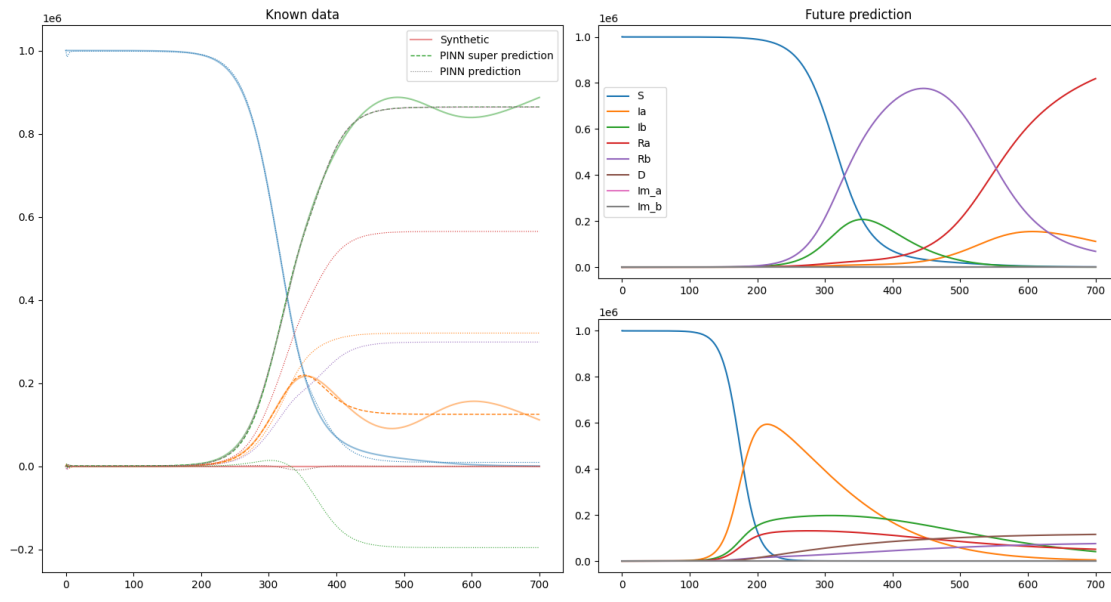 Known data
1e6
1.0
0.8
0.6
0.4
0.2
0.0
−0.2
0 100 200 300 400 500 600 700
Synthetic
PINN super prediction
PINN prediction
Future prediction
1e6
1.0
0.8
0.6
0.4
0.2
0.0
0 100 200 300 400 500 600 700
S
Ia
Ib
Ra
Rb
D
Im_a
Im_b
1e6
1.0
0.8
0.6
0.4
0.2
0.0
0 100 200 300 400 500 600 700